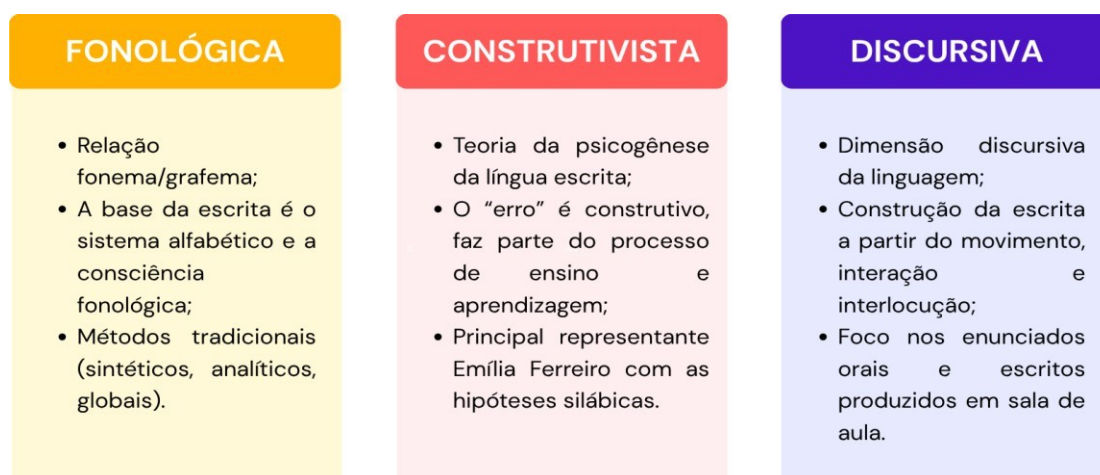 FONOLÓGICA
• Relação
fonema/grafema;
• A base da escrita é o
sistema alfabético e a
consciência
fonológica;
• Métodos tradicionais
(sintéticos, analíticos,
globais).
CONSTRUTIVISTA
• Teoria da psicogênese
da língua escrita;
• O “erro” é construtivo,
faz parte do processo
de ensino e
aprendizagem;
• Principal representante
Emília Ferreiro com as
hipóteses silábicas.
DISCURSIVA
• Dimensão discursiva
da linguagem;
• Construção da escrita
a partir do movimento,
interação e
interlocução;
• Foco nos enunciados
orais e escritos
produzidos em sala de
aula.